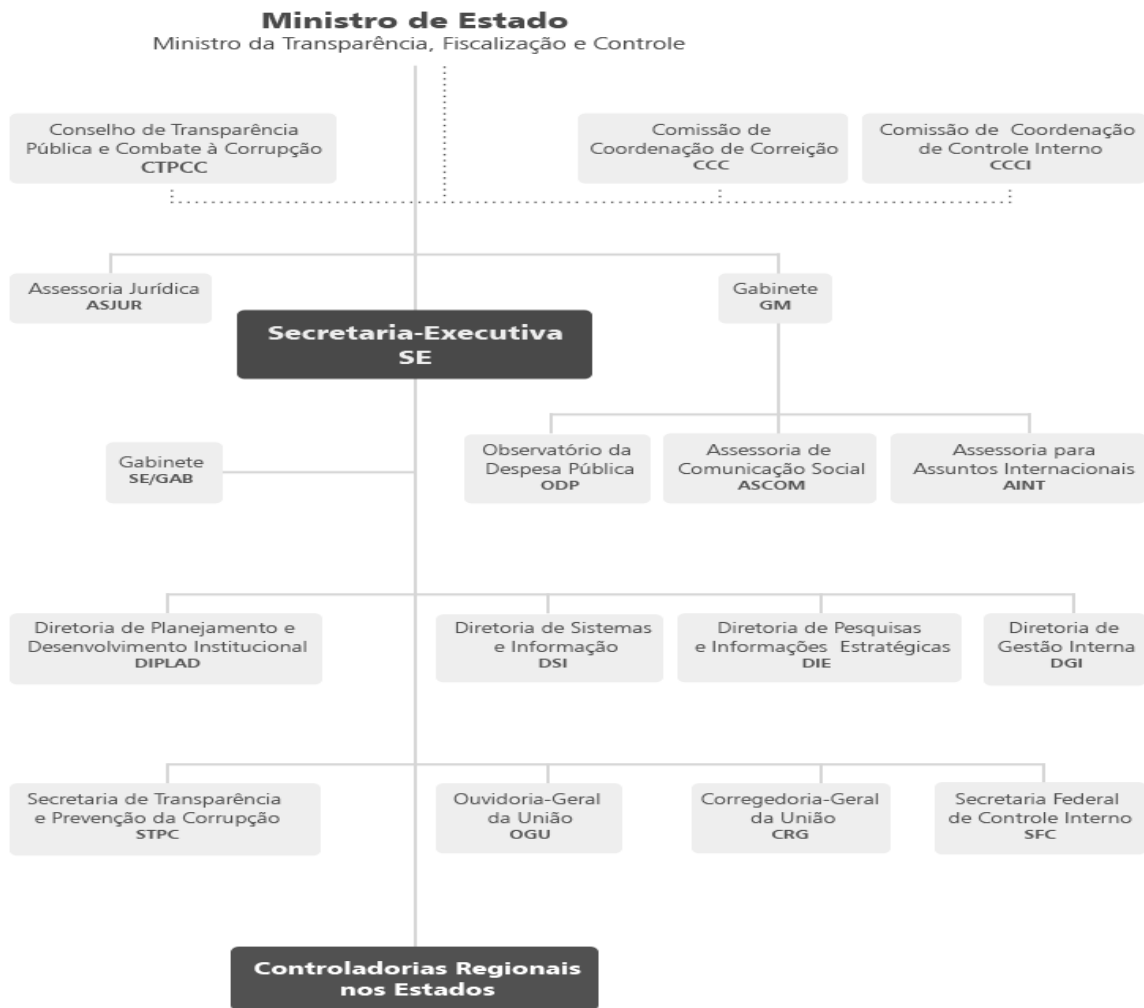 Ministro de Estado
Ministro da Transparência, Fiscalização e Controle
Conselho de Transparência
Pública e Combate à Corrupção
CTPCC
Comissão de
Coordenação de Correição
CCC
Comissão de Coordenação
de Controle Interno
CCCI
Assessoria Jurídica
ASJUR
Gabinete
GM
Secretaria-Executiva
SE
Gabinete
SE/GAB
Observatório da
Despesa Pública
ODP
Assessoria de
Comunicação Social
ASCOM
Assessoria para
Assuntos Internacionais
AINT
Diretoria de Planejamento e
Desenvolvimento Institucional
DIPLAD
Diretoria de Sistemas
e Informação
DSI
Diretoria de Pesquisas
e Informações Estratégicas
DIE
Diretoria de
Gestão Interna
DGI
Secretaria de Transparência
e Prevenção da Corrupção
STPC
Ouvidoria-Geral
da União
OGU
Corregedoria-Geral
da União
CRG
Secretaria Federal
de Controle Interno
SFC
Controladorias Regionais
nos Estados